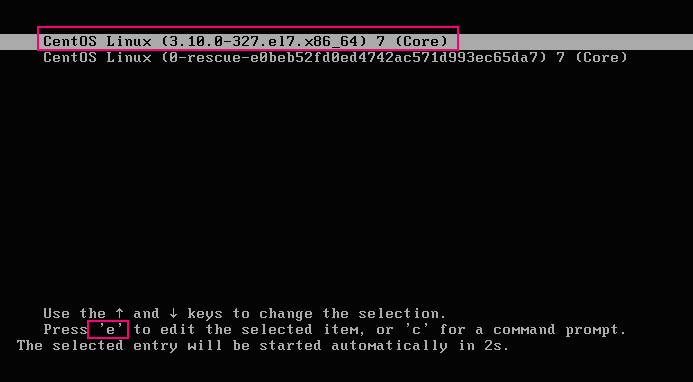 CentOS Linux (3.10.0-327.el7.x86_64) 7 (Core)
CentOS Linux (0-rescue-e0beb52fd0ed4742ac571d993ec65da7) 7 (Core)
Use the ↑ and ↓ keys to change the selection.
Press 'e' to edit the selected item, or 'c' for a command prompt.
The selected entry will be started automatically in 2s.